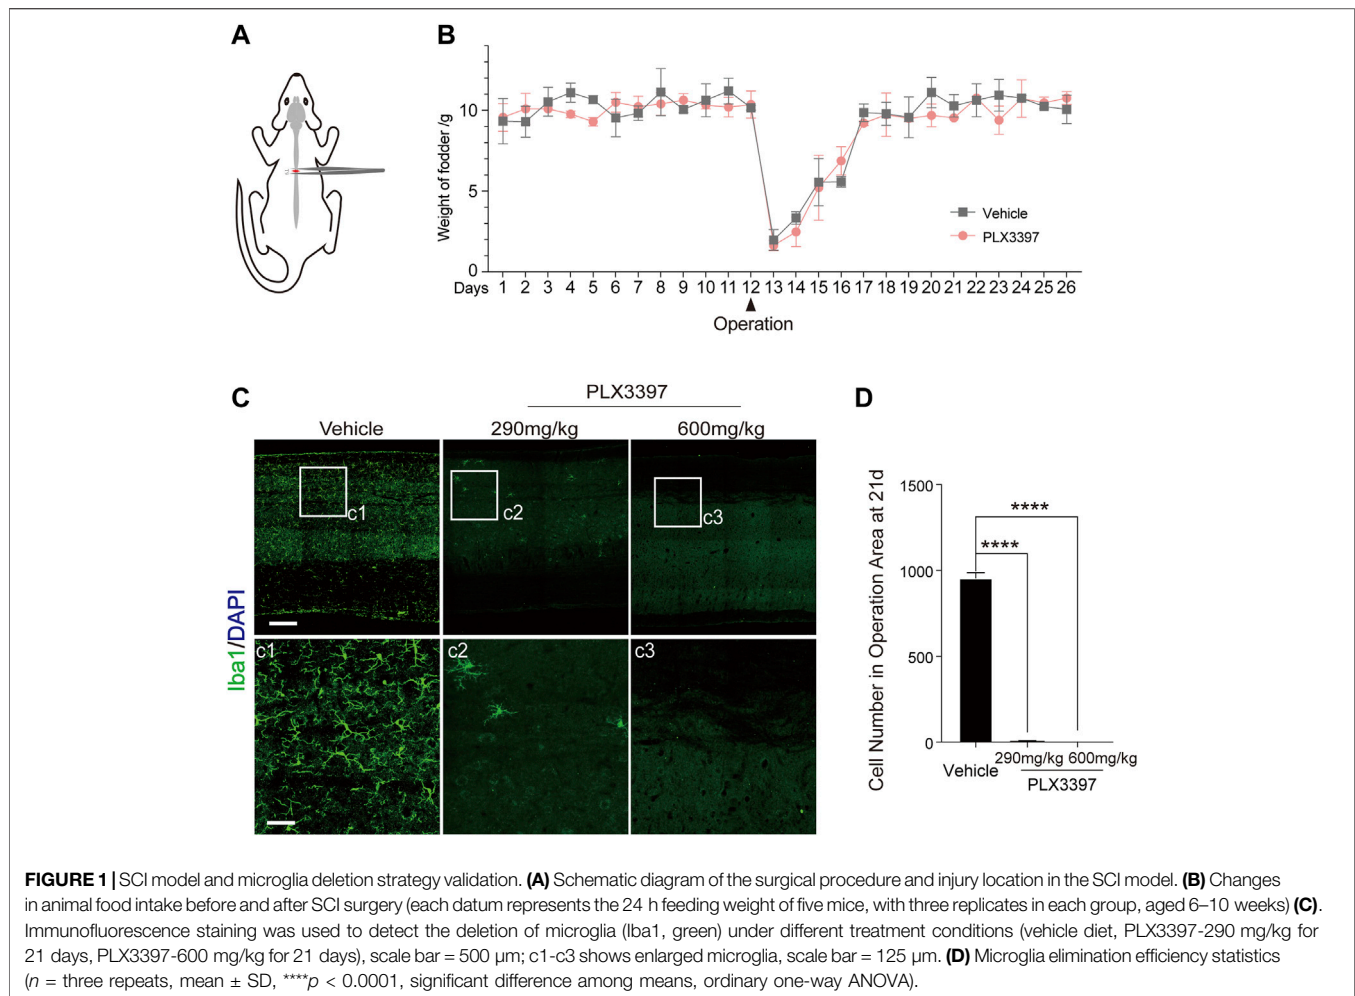 A
B
Weight of fodder /g
10
5
0
Vehicle
PLX3397
Days 1 2 3 4 5 6 7 8 9 10 11 12 13 14 15 16 17 18 19 20 21 22 23 24 25 26
Operation
C
PLX3397
Vehicle 290mg/kg 600mg/kg
Iba1/DAPI
c1 c2 c3
c1 c2 c3
D
Cell Number in Operation Area at 21d
1500
1000
500
0
****
****
290mg/kg 600mg/kg
Vehicle
PLX3397
FIGURE 1 | SCI model and microglia deletion strategy validation. (A) Schematic diagram of the surgical procedure and injury location in the SCI model. (B) Changes
in animal food intake before and after SCI surgery (each datum represents the 24 h feeding weight of five mice, with three replicates in each group, aged 6–10 weeks) (C).
Immunofluorescence staining was used to detect the deletion of microglia (Iba1, green) under different treatment conditions (vehicle diet, PLX3397-290 mg/kg for
21 days, PLX3397-600 mg/kg for 21 days), scale bar = 500 μm; c1-c3 shows enlarged microglia, scale bar = 125 μm. (D) Microglia elimination efficiency statistics
(n = three repeats, mean ± SD, ****p < 0.0001, significant difference among means, ordinary one-way ANOVA).